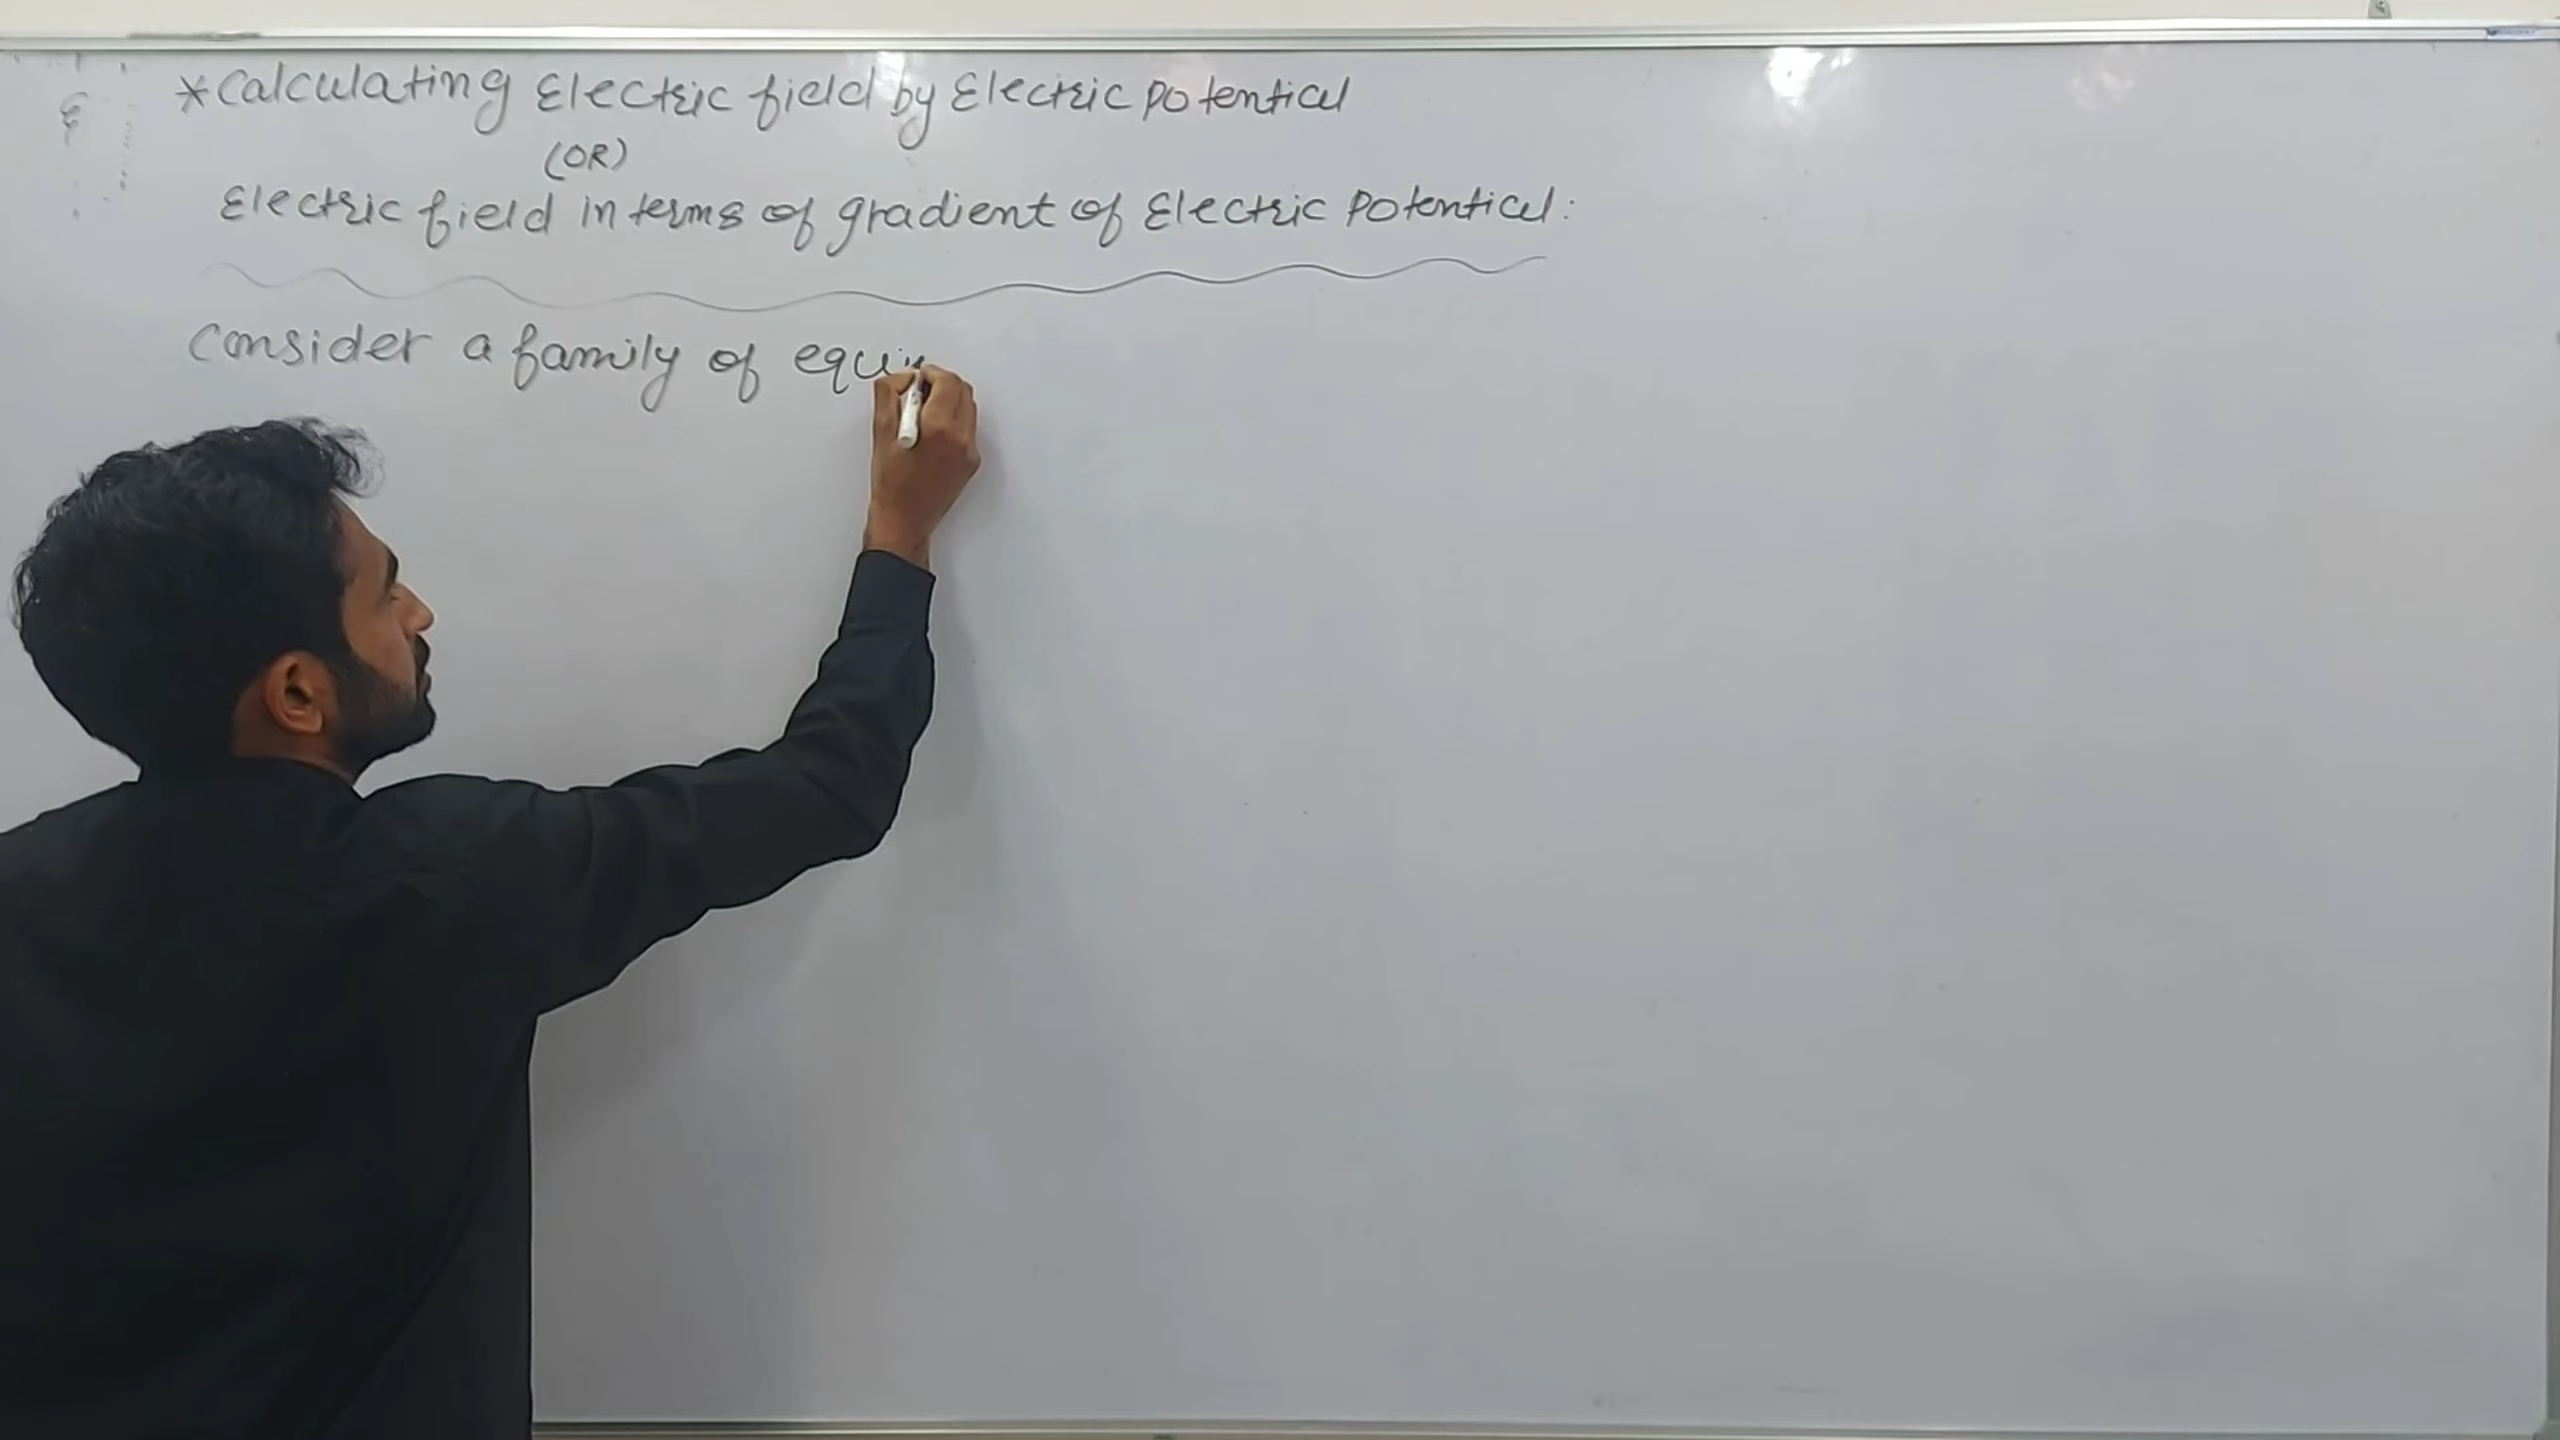 *Calculating Electric field by Electric potential
(OR)
Electric field in terms of gradient of Electric Potential:
Consider a family of equi